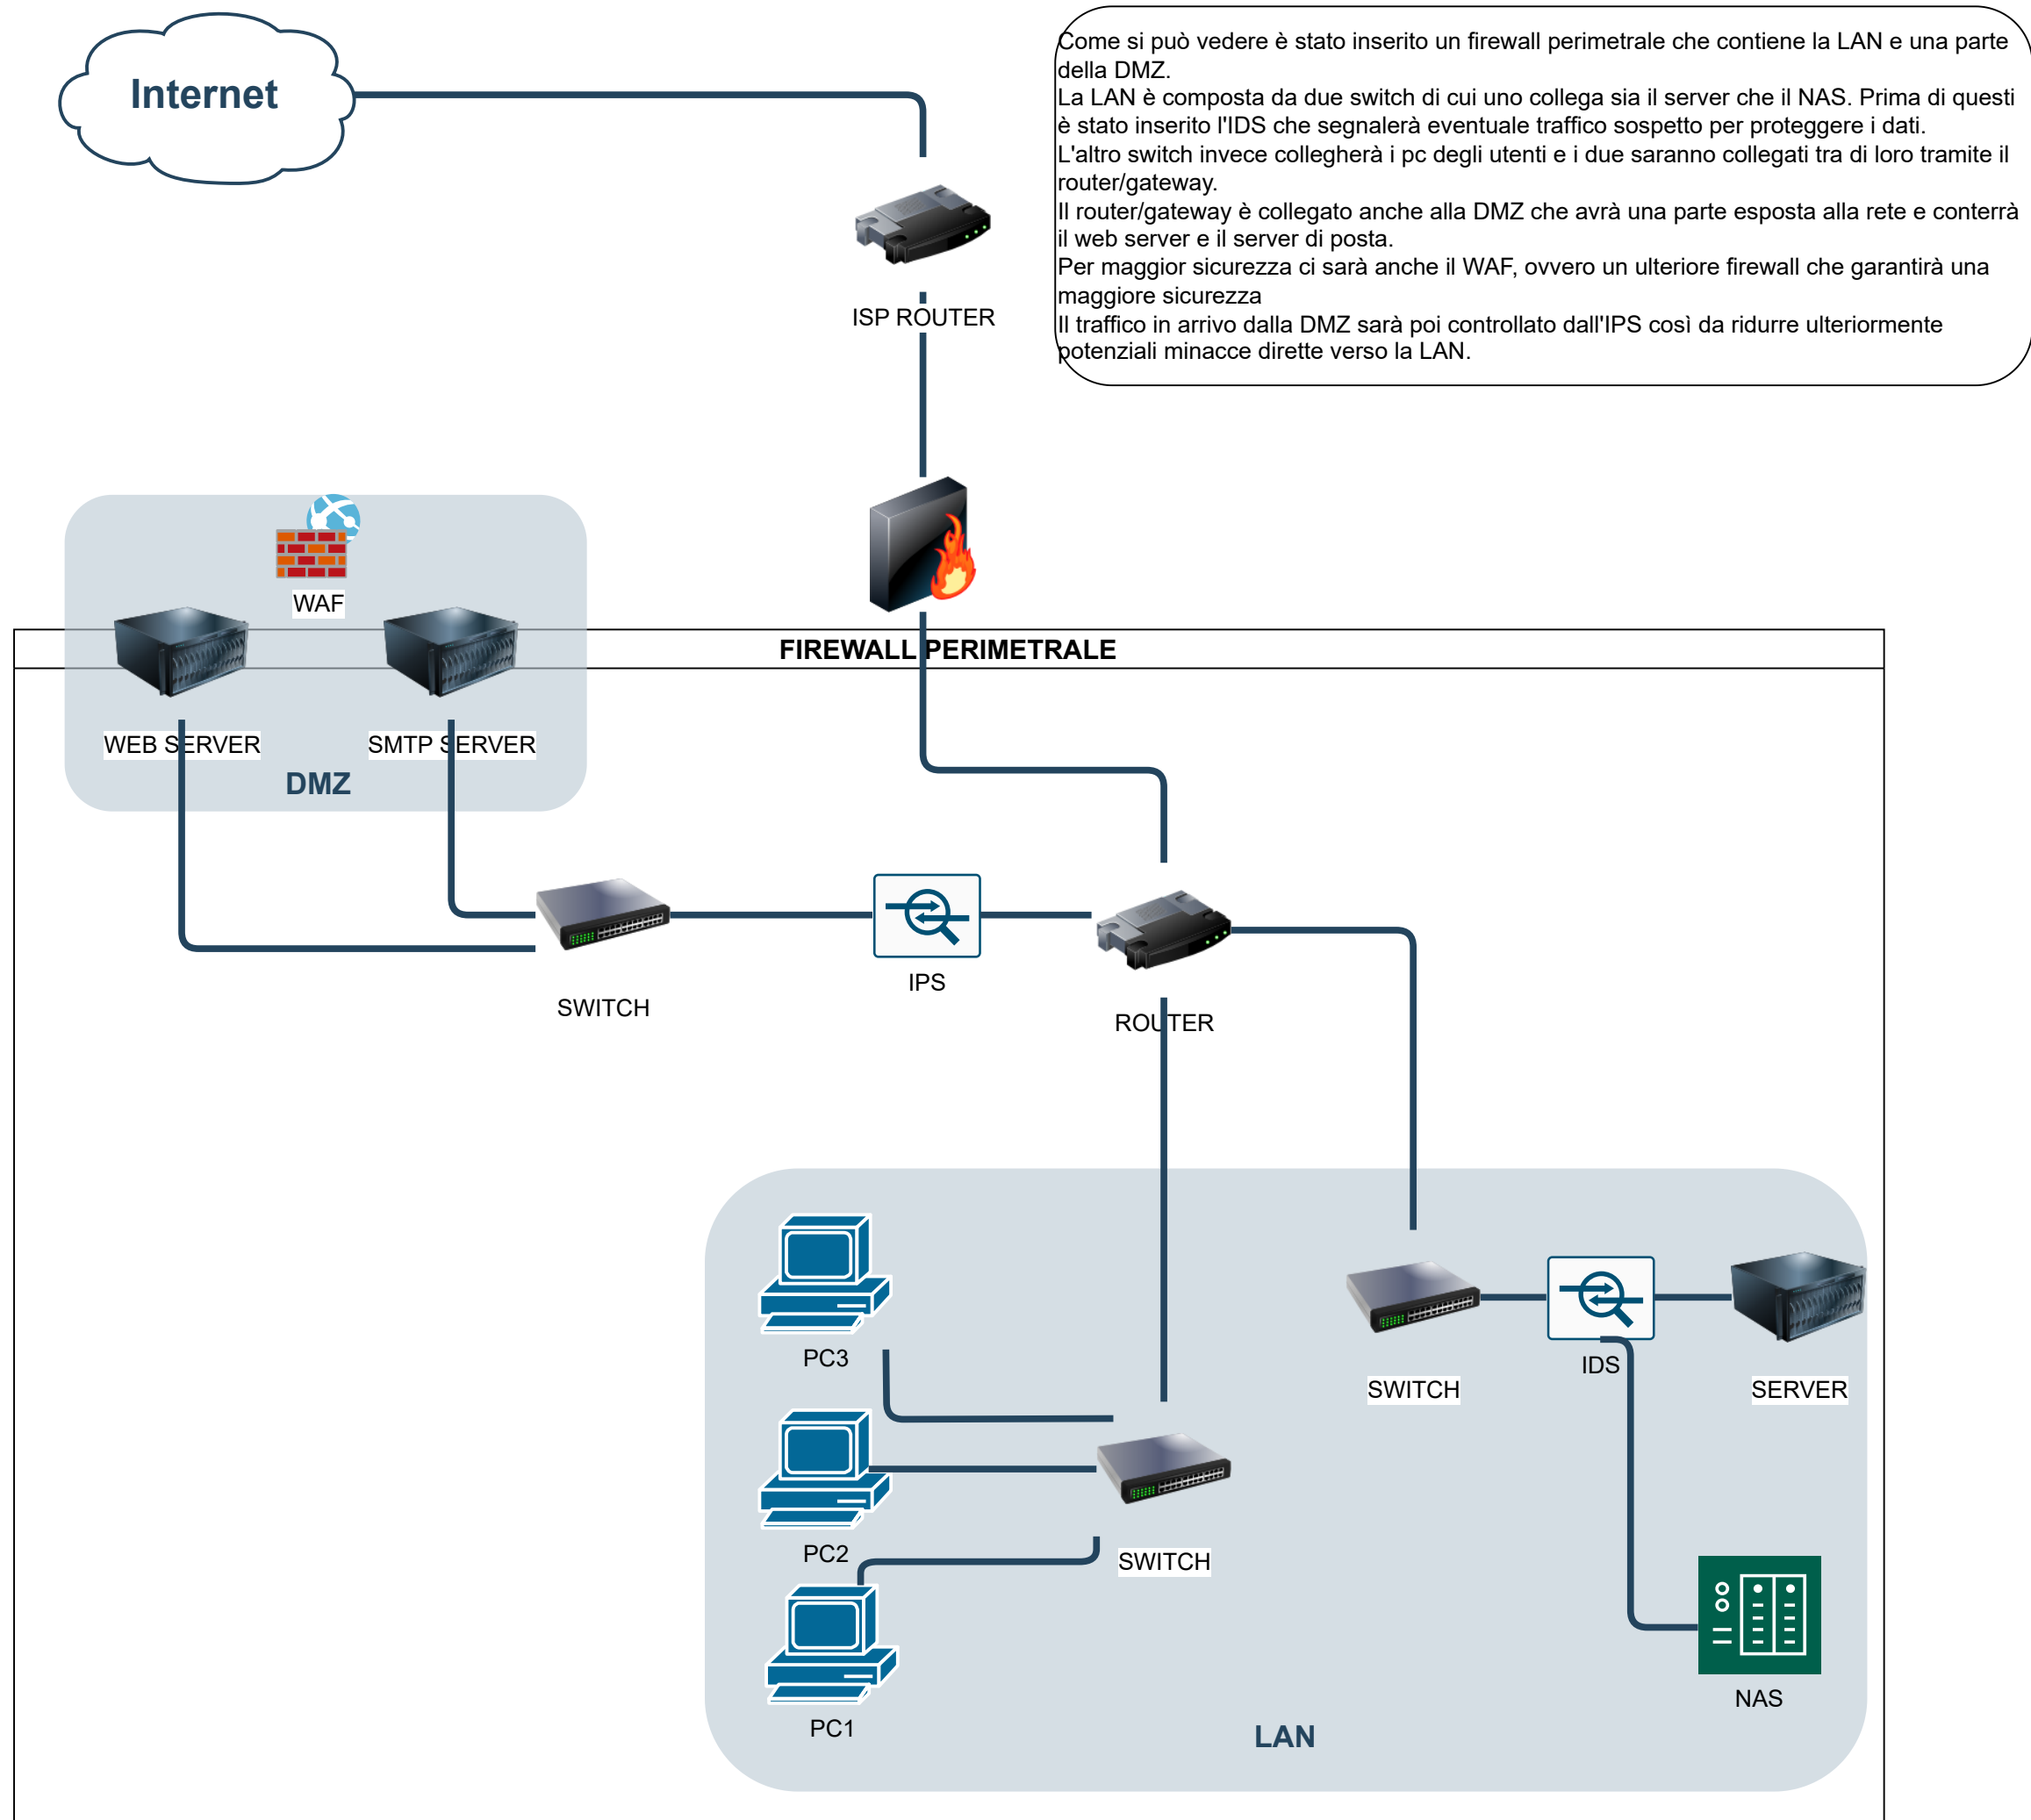 Internet
Come si può vedere è stato inserito un firewall perimetrale che contiene la LAN e una parte
della DMZ.
La LAN è composta da due switch di cui uno collega sia il server che il NAS. Prima di questi
è stato inserito l'IDS che segnalerà eventuale traffico sospetto per proteggere i dati.
L'altro switch invece collegherà i pc degli utenti e i due saranno collegati tra di loro tramite il
router/gateway.
Il router/gateway è collegato anche alla DMZ che avrà una parte esposta alla rete e conterrà
il web server e il server di posta.
Per maggior sicurezza ci sarà anche il WAF, ovvero un ulteriore firewall che garantirà una
maggiore sicurezza
Il traffico in arrivo dalla DMZ sarà poi controllato dall'IPS così da ridurre ulteriormente
potenziali minacce dirette verso la LAN.
ISP ROUTER
WAF
FIREWALL PERIMETRALE
WEB SERVER
SMTP SERVER
DMZ
SWITCH
IPS
ROUTER
PC3
IDS
SWITCH
SERVER
PC2
SWITCH
NAS
PC1
LAN